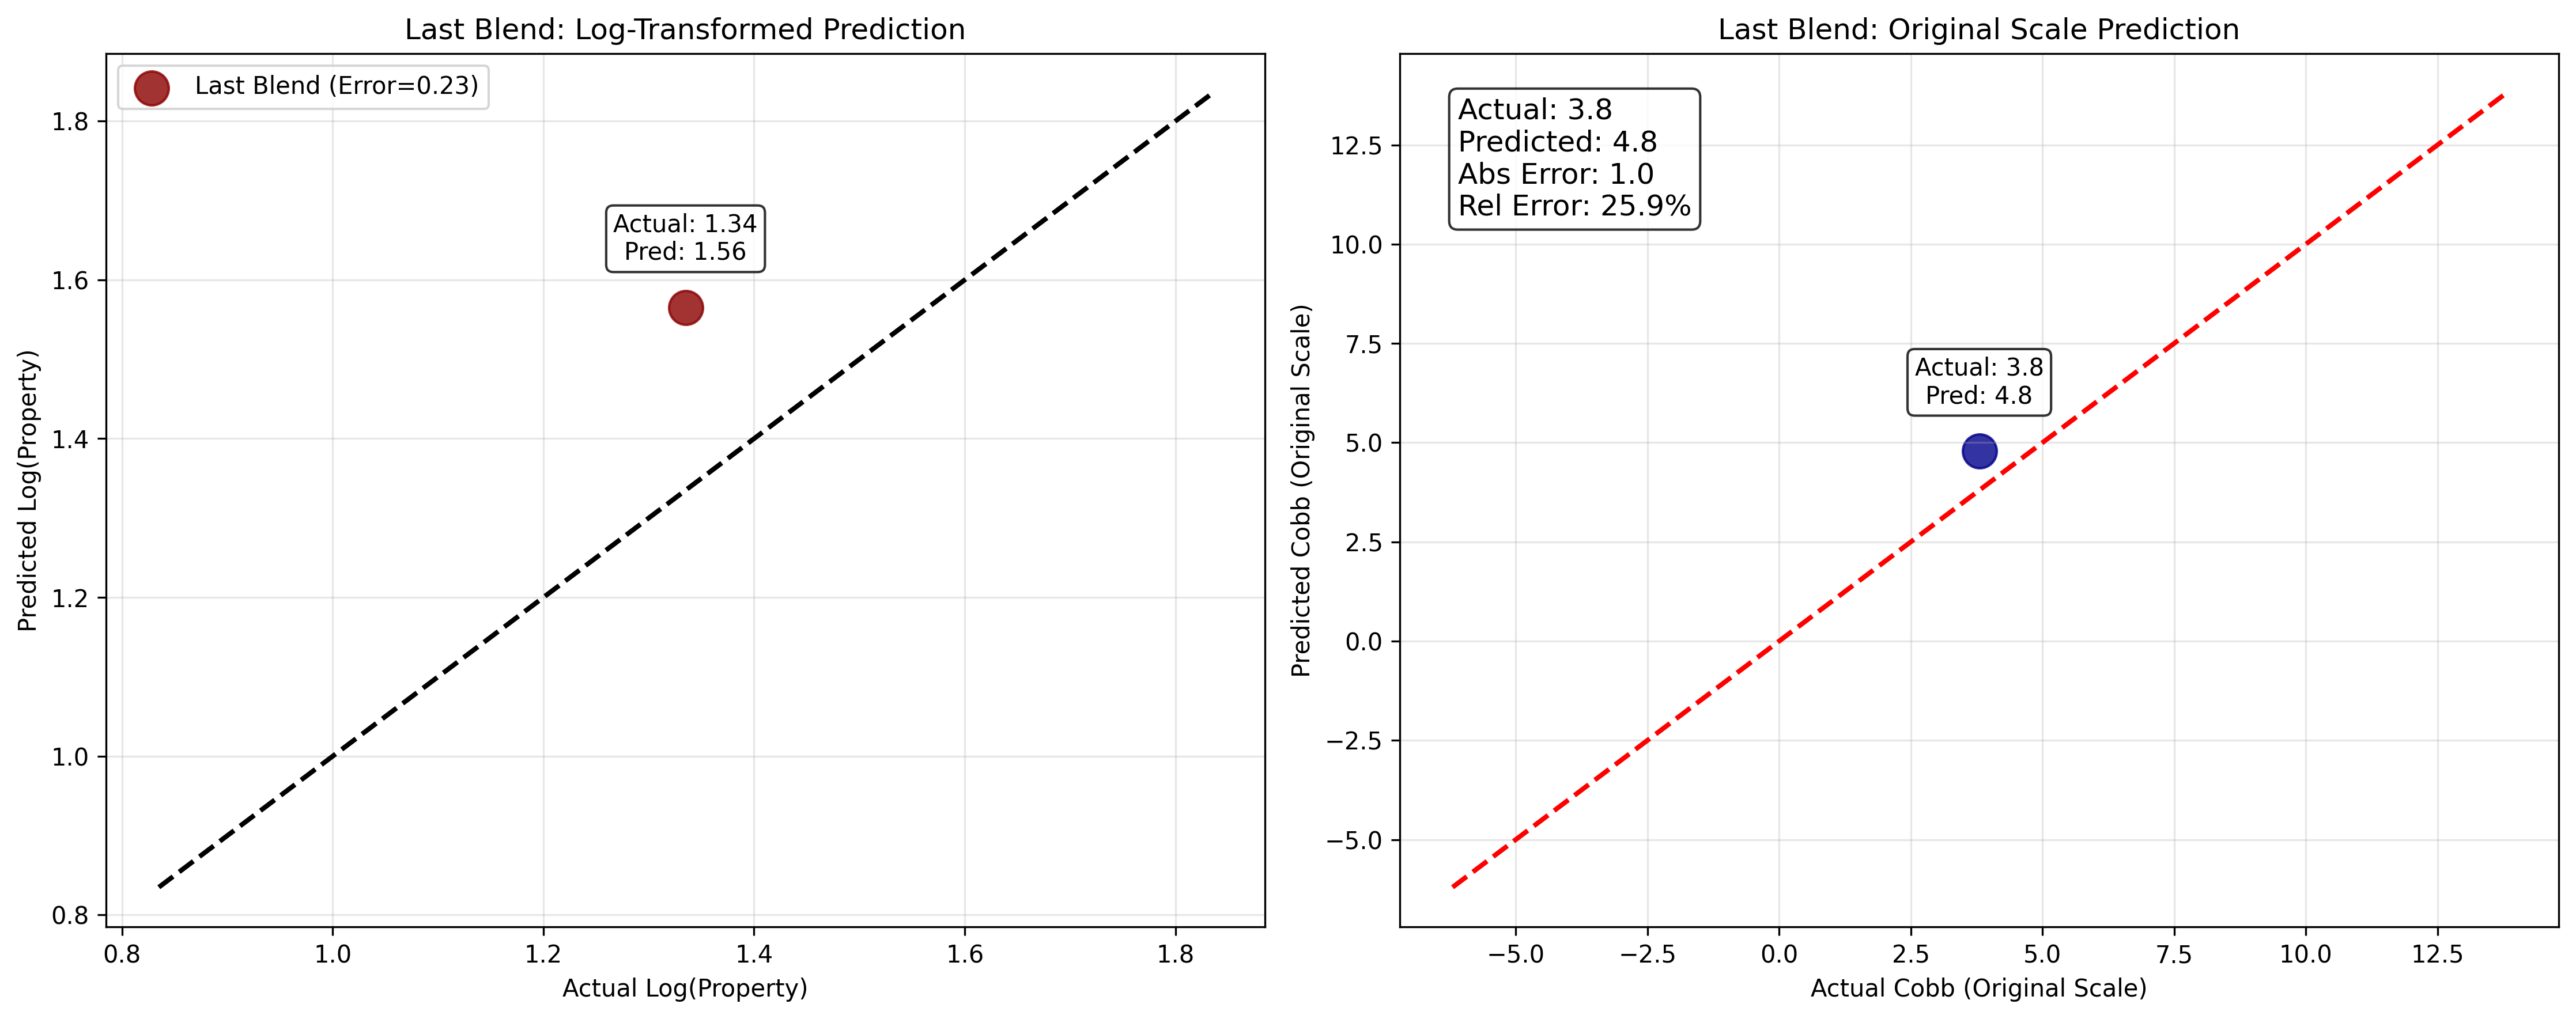 Last Blend: Log-Transformed Prediction
Last Blend (Error=0.23)
Actual: 1.34
Pred: 1.56
Predicted Log(Property)
1.8
1.6
1.4
1.2
1.0
0.8
0.8 1.0 1.2 1.4 1.6 1.8
Actual Log(Property)
Last Blend: Original Scale Prediction
Actual: 3.8
Predicted: 4.8
Abs Error: 1.0
Rel Error: 25.9%
Actual: 3.8
Pred: 4.8
Predicted Cobb (Original Scale)
12.5
10.0
7.5
5.0
2.5
0.0
−2.5
−5.0
−5.0 −2.5 0.0 2.5 5.0 7.5 10.0 12.5
Actual Cobb (Original Scale)